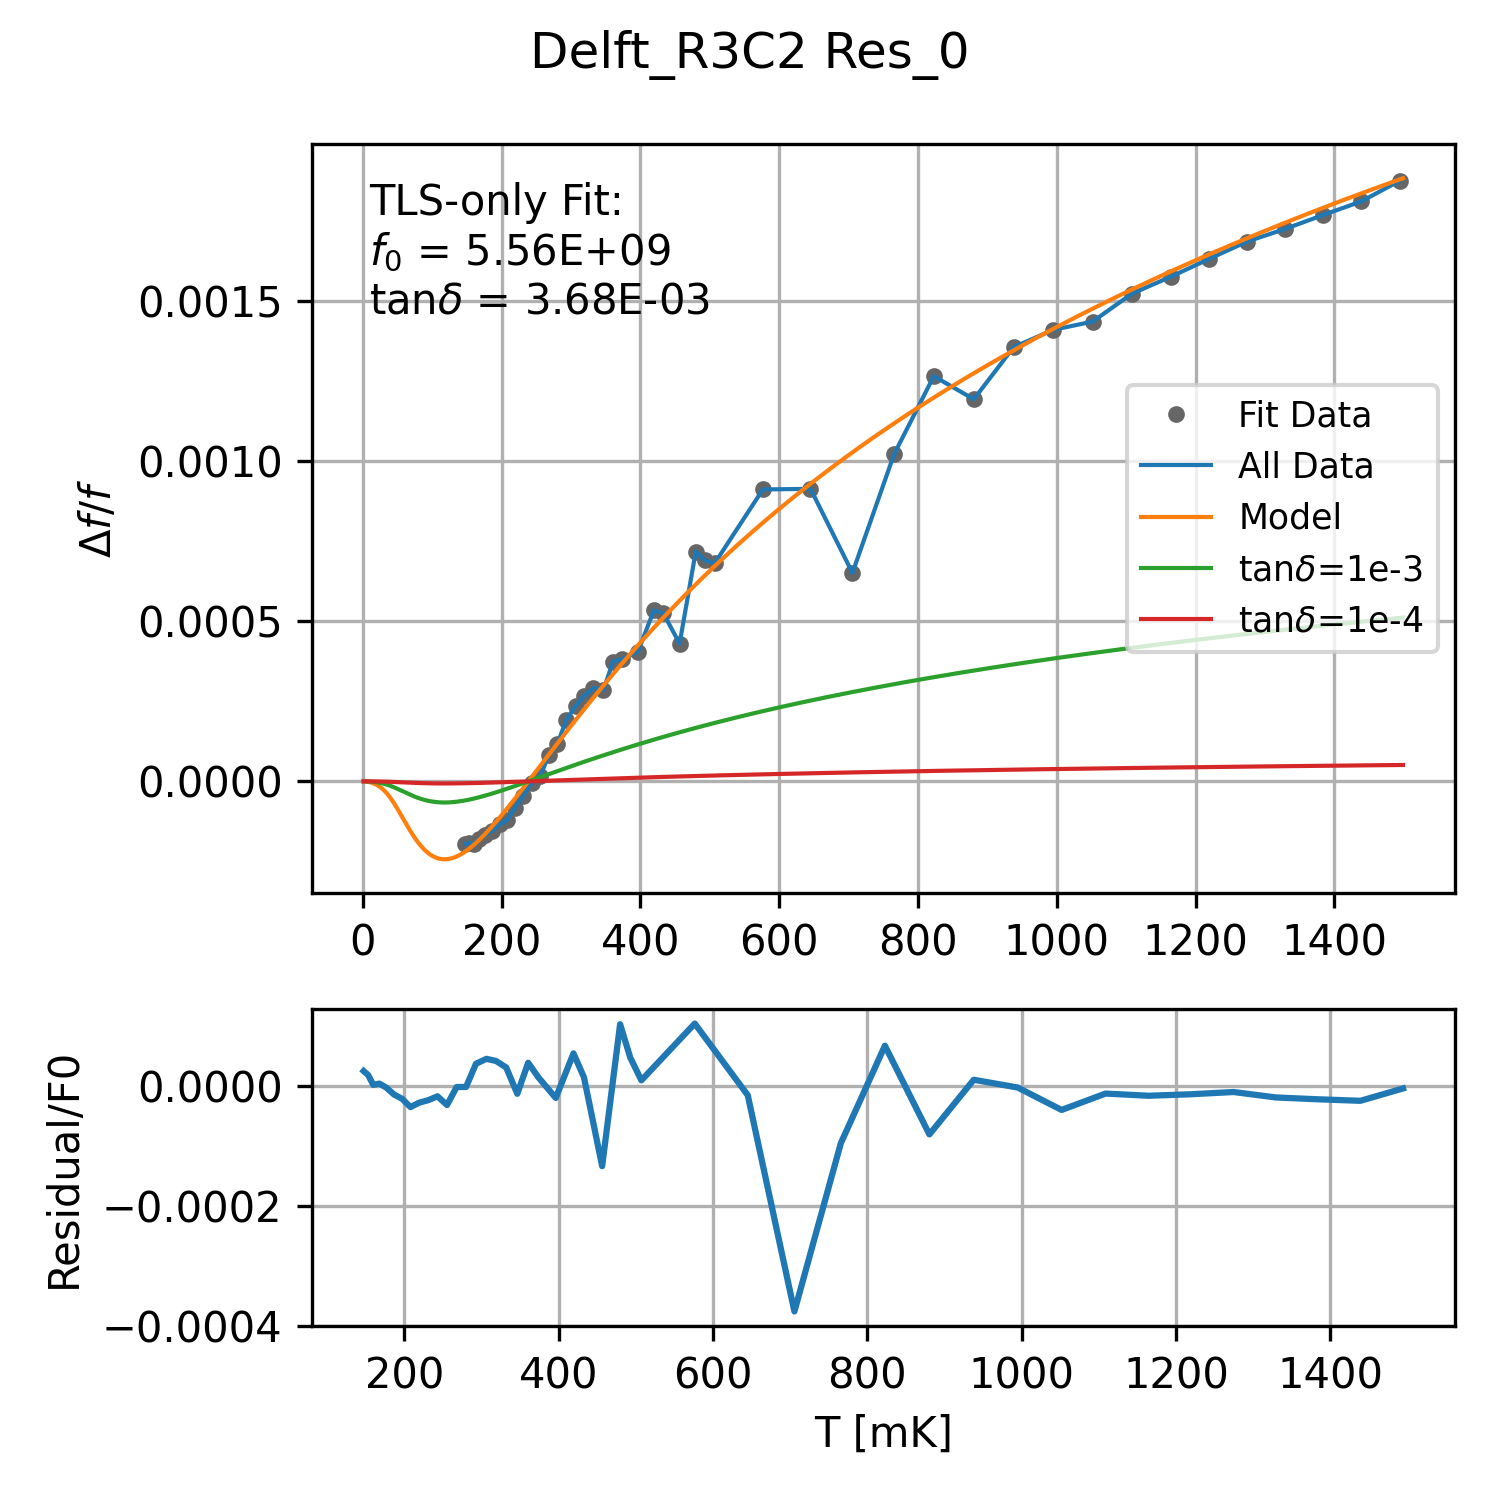 Delft_R3C2 Res_0
TLS-only Fit:
f₀ = 5.56E+09
tanδ = 3.68E-03
Δf/f
0.0015
0.0010
0.0005
0.0000
Fit Data
All Data
Model
tanδ=1e-3
tanδ=1e-4
0 200 400 600 800 1000 1200 1400
Residual/F0
0.0000
−0.0002
−0.0004
200 400 600 800 1000 1200 1400
T [mK]